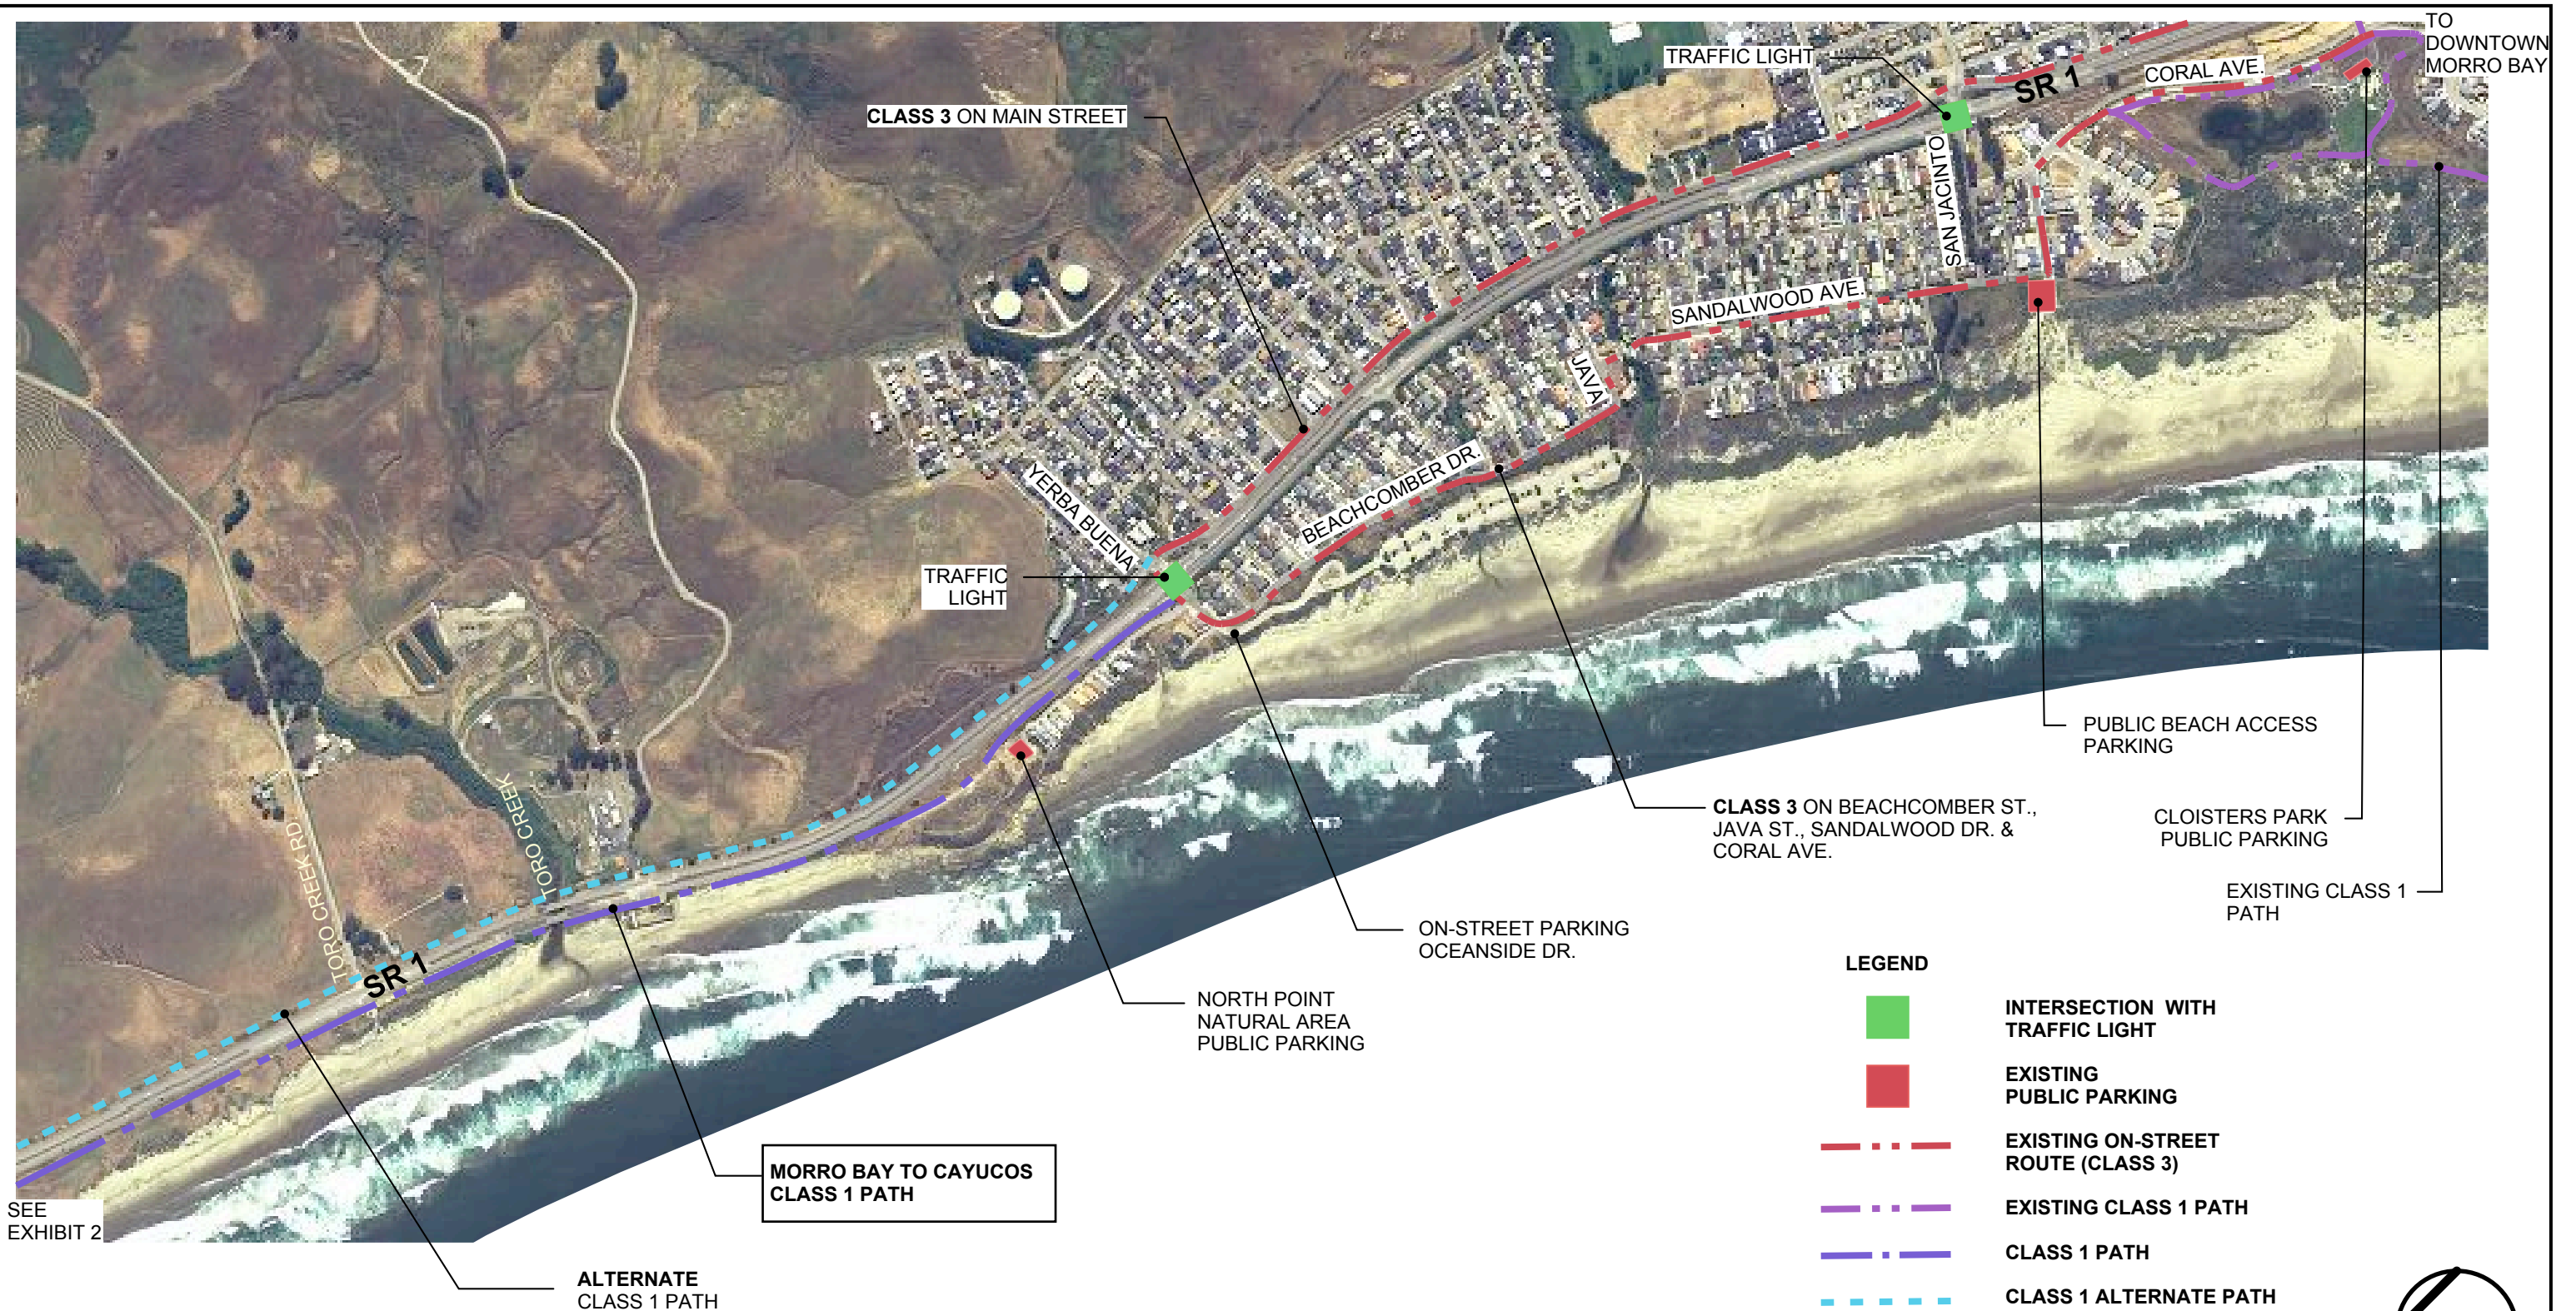 TO
DOWNTOWN
MORRO BAY
TRAFFIC LIGHT
SR 1
CORAL AVE.
CLASS 3 ON MAIN STREET
SAN JACINTO
SANDALWOOD AVE.
JAVA
BEACHCOMBER DR.
YERBA BUENA
TRAFFIC
LIGHT
PUBLIC BEACH ACCESS
PARKING
TORO CREEK
TORO CREEK RD
SR 1
CLASS 3 ON BEACHCOMBER ST.,
JAVA ST., SANDALWOOD DR. &
CORAL AVE.
CLOISTERS PARK
PUBLIC PARKING
EXISTING CLASS 1
PATH
ON-STREET PARKING
OCEANSIDE DR.
NORTH POINT
NATURAL AREA
PUBLIC PARKING
MORRO BAY TO CAYUCOS
CLASS 1 PATH
SEE
EXHIBIT 2
ALTERNATE
CLASS 1 PATH
LEGEND
INTERSECTION WITH
TRAFFIC LIGHT
EXISTING
PUBLIC PARKING
EXISTING ON-STREET
ROUTE (CLASS 3)
EXISTING CLASS 1 PATH
CLASS 1 PATH
CLASS 1 ALTERNATE PATH